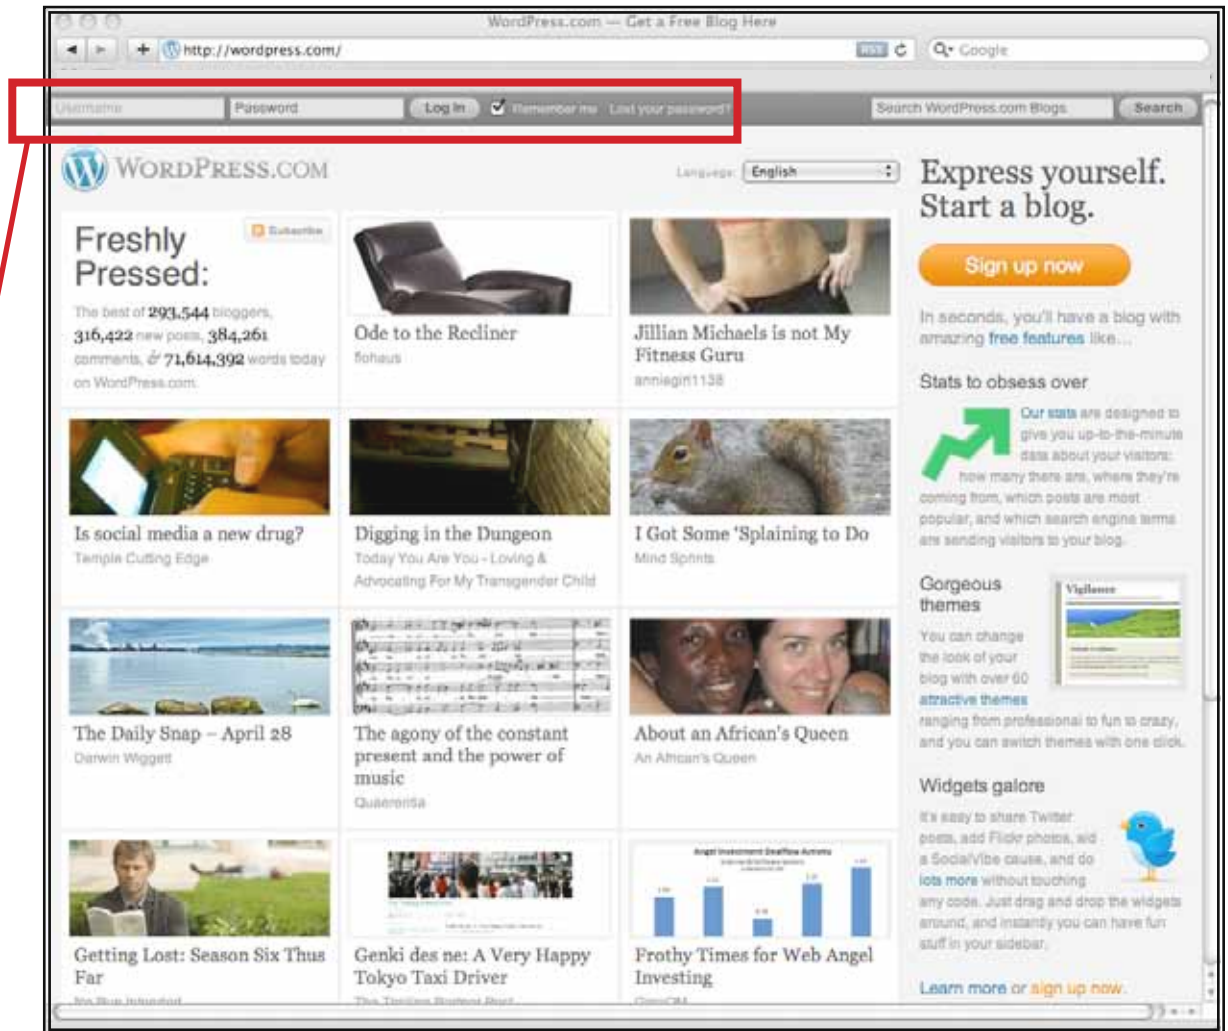 WordPress.com — Get a Free Blog Here
http://wordpress.com/
RSS
Google
Username
Password
Log In
Remember me
Lost your password?
Search WordPress.com Blogs
Search
WORDPRESS.COM
Language:
English
Freshly
Pressed:
Subscribe
The best of 293,544 bloggers,
316,422 new posts, 384,261
comments, & 71,614,392 words today
on WordPress.com.
Ode to the Recliner
flohaus
Jillian Michaels is not My
Fitness Guru
anniegirl1138
Is social media a new drug?
Temple Cutting Edge
Digging in the Dungeon
Today You Are You - Loving &
Advocating For My Transgender Child
I Got Some 'Splaining to Do
Mind Sprints
The Daily Snap – April 28
Darwin Wiggett
The agony of the constant
present and the power of
music
Quaerentia
About an African's Queen
An African's Queen
Getting Lost: Season Six Thus
Far
No Pun Intended
Genki des ne: A Very Happy
Tokyo Taxi Driver
Angel Investment Dealflow Activity
Frothy Times for Web Angel
Investing
GigaOM
Express yourself.
Start a blog.
Sign up now
In seconds, you'll have a blog with
amazing free features like...
Stats to obsess over
Our stats are designed to
give you up-to-the-minute
data about your visitors:
how many there are, where they're
coming from, which posts are most
popular, and which search engine terms
are sending visitors to your blog.
Gorgeous
themes
Vigilance
You can change
the look of your
blog with over 60
attractive themes
ranging from professional to fun to crazy,
and you can switch themes with one click.
Widgets galore
It's easy to share Twitter
posts, add Flickr photos, aid
a SocialVibe cause, and do
lots more without touching
any code. Just drag and drop the widgets
around, and instantly you can have fun
stuff in your sidebar.
Learn more or sign up now.